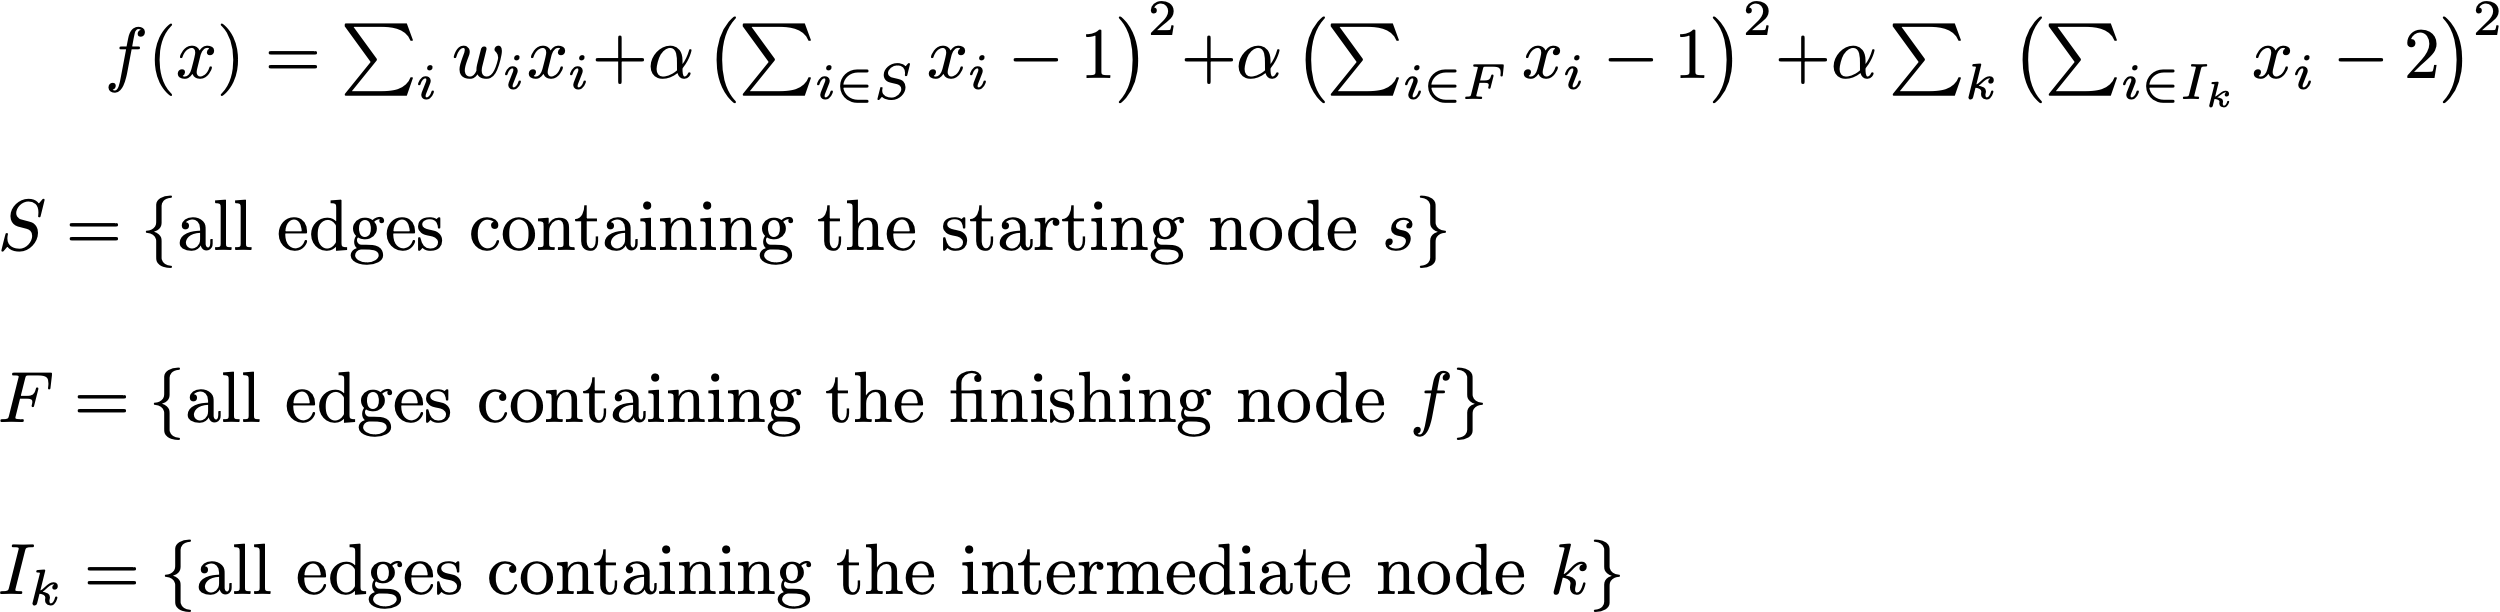 f(x) = ∑_i w_i x_i + α (∑_{i∈S} x_i − 1)^2 + α (∑_{i∈F} x_i − 1)^2 + α ∑_k (∑_{i∈I_k} x_i − 2)^2
S = {all edges containing the starting node s}
F = {all edges containing the finishing node f}
I_k = {all edges containing the intermediate node k}